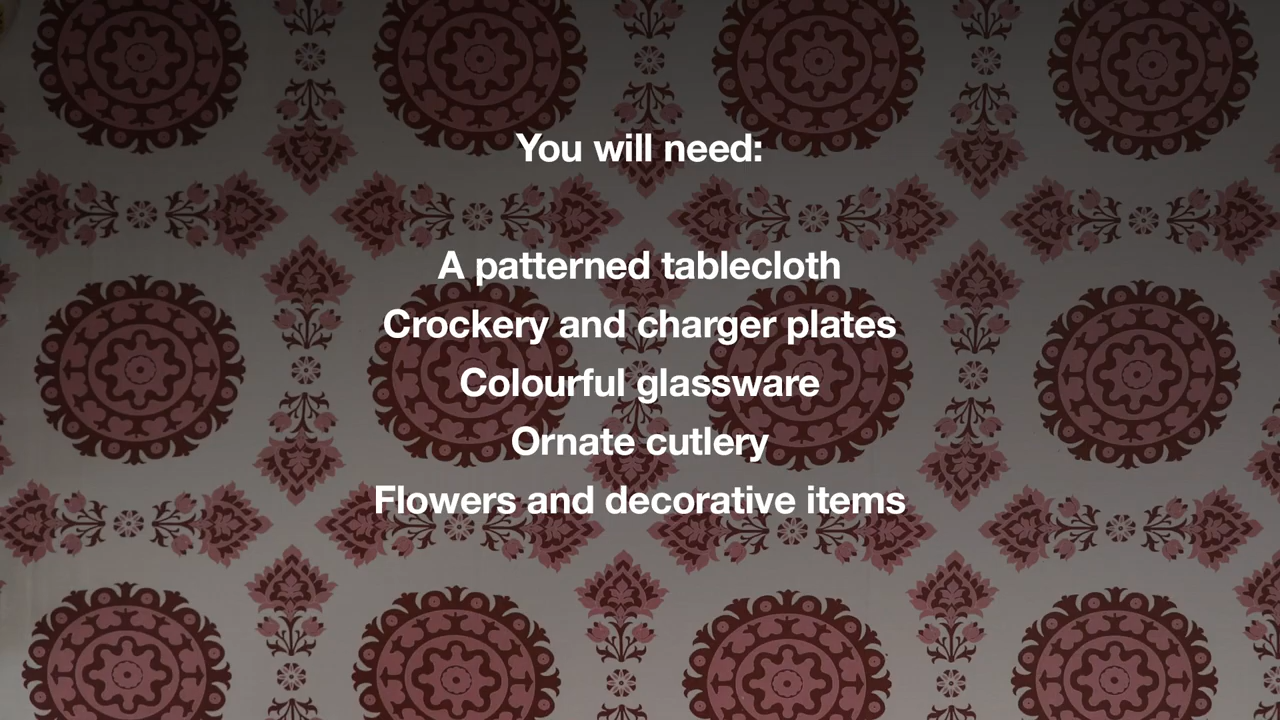 You will need:
A patterned tablecloth
Crockery and charger plates
Colourful glassware
Ornate cutlery
Flowers and decorative items